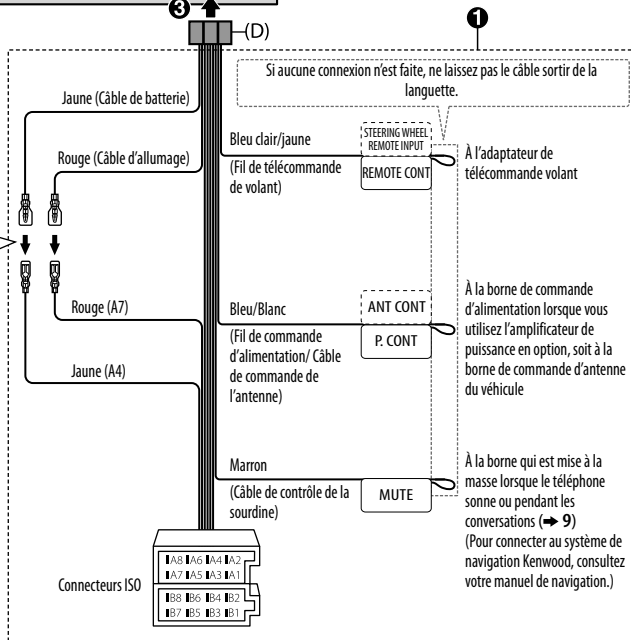 ❸
(D)
❶
Si aucune connexion n'est faite, ne laissez pas le câble sortir de la
languette.
Jaune (Câble de batterie)
Rouge (Câble d'allumage)
Bleu clair/jaune
(Fil de télécommande
de volant)
STEERING WHEEL
REMOTE INPUT
REMOTE CONT
À l'adaptateur de
télécommande volant
Rouge (A7)
Jaune (A4)
Bleu/Blanc
(Fil de commande
d'alimentation/ Câble
de commande de
l'antenne)
ANT CONT
P. CONT
À la borne de commande
d'alimentation lorsque vous
utilisez l'amplificateur de
puissance en option, soit à la
borne de commande d'antenne
du véhicule
Marron
(Câble de contrôle de la
sourdine)
MUTE
À la borne qui est mise à la
masse lorsque le téléphone
sonne ou pendant les
conversations (➜ 9)
(Pour connecter au système de
navigation Kenwood, consultez
votre manuel de navigation.)
Connecteurs ISO
A8 A6 A4 A2
A7 A5 A3 A1
B8 B6 B4 B2
B7 B5 B3 B1